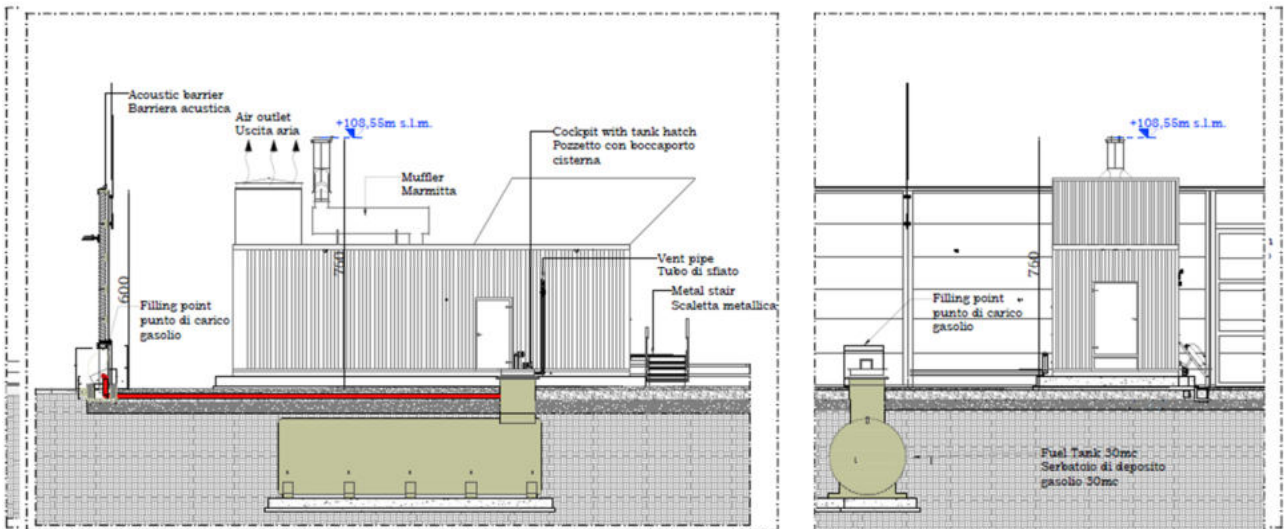 Acoustic barrier
Barriera acustica
Air outlet
Uscita aria
+108,55m s.l.m.
Cockpit with tank hatch
Pozzetto con boccaporto
cisterna
Muffler
Marmitta
760
600
Vent pipe
Tubo di sfiato
Metal stair
Scaletta metallica
Filling point
punto di carico
gasolio
+108,55m s.l.m.
760
Filling point
punto di carico
gasolio
Fuel Tank 30mc
Serbatoio di deposito
gasolio 30mc